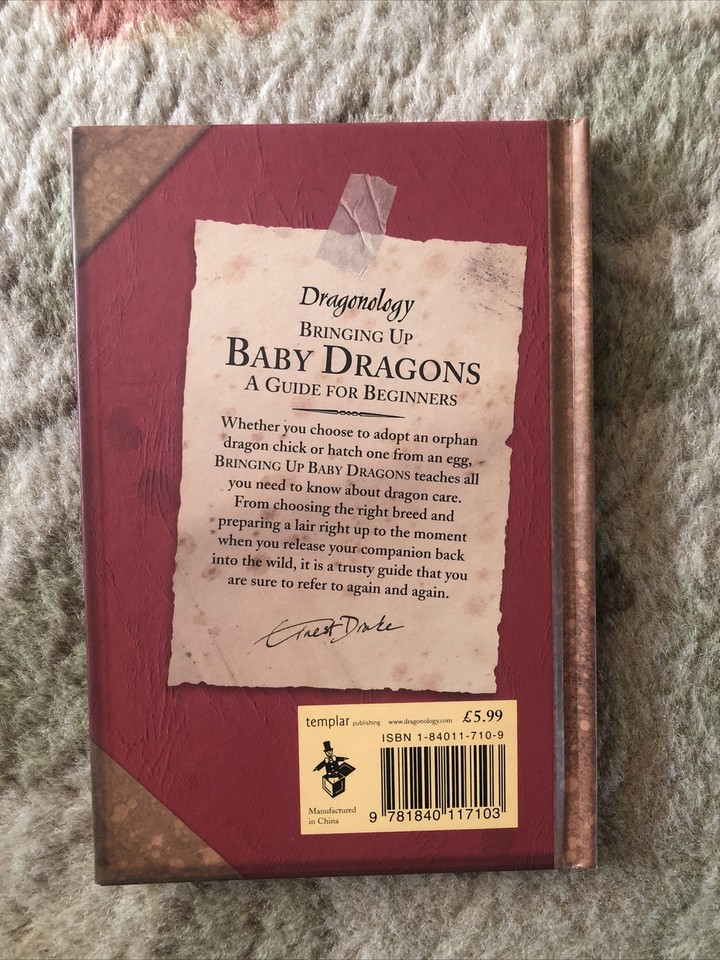 Dragonology
BRINGING UP
BABY DRAGONS
A GUIDE FOR BEGINNERS
Whether you choose to adopt an orphan
dragon chick or hatch one from an egg,
BRINGING UP BABY DRAGONS teaches all
you need to know about dragon care.
From choosing the right breed and
preparing a lair right up to the moment
when you release your companion back
into the wild, it is a trusty guide that you
are sure to refer to again and again.
Ernest Drake
templar publishing www.dragonology.com £5.99
ISBN 1-84011-710-9
Manufactured
in China
9 781840 117103